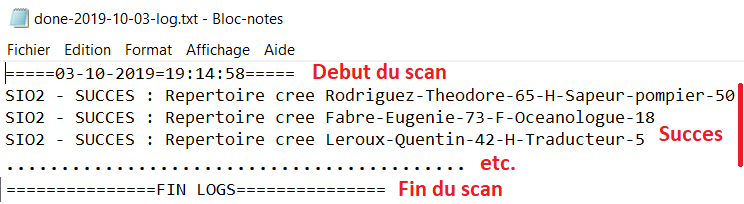 done-2019-10-03-log.txt - Bloc-notes
Fichier Edition Format Affichage Aide
=====03-10-2019=19:14:58===== Debut du scan
SIO2 - SUCCES : Repertoire cree Rodriguez-Theodore-65-H-Sapeur-pompier-50
SIO2 - SUCCES : Repertoire cree Fabre-Eugenie-73-F-Oceanologue-18
SIO2 - SUCCES : Repertoire cree Leroux-Quentin-42-H-Traducteur-5 Succes
.......................................... etc.
===============FIN LOGS=============== Fin du scan